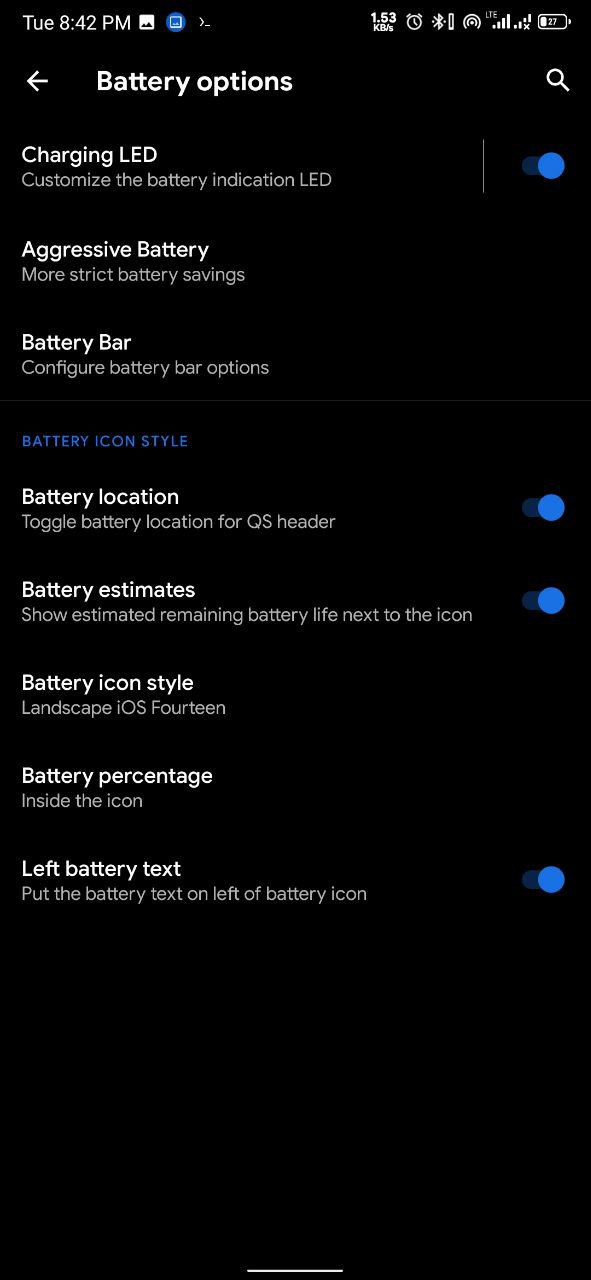 Tue 8:42 PM
1.53 KB/s LTE 27
Battery options
Charging LED
Customize the battery indication LED
Aggressive Battery
More strict battery savings
Battery Bar
Configure battery bar options
BATTERY ICON STYLE
Battery location
Toggle battery location for QS header
Battery estimates
Show estimated remaining battery life next to the icon
Battery icon style
Landscape iOS Fourteen
Battery percentage
Inside the icon
Left battery text
Put the battery text on left of battery icon